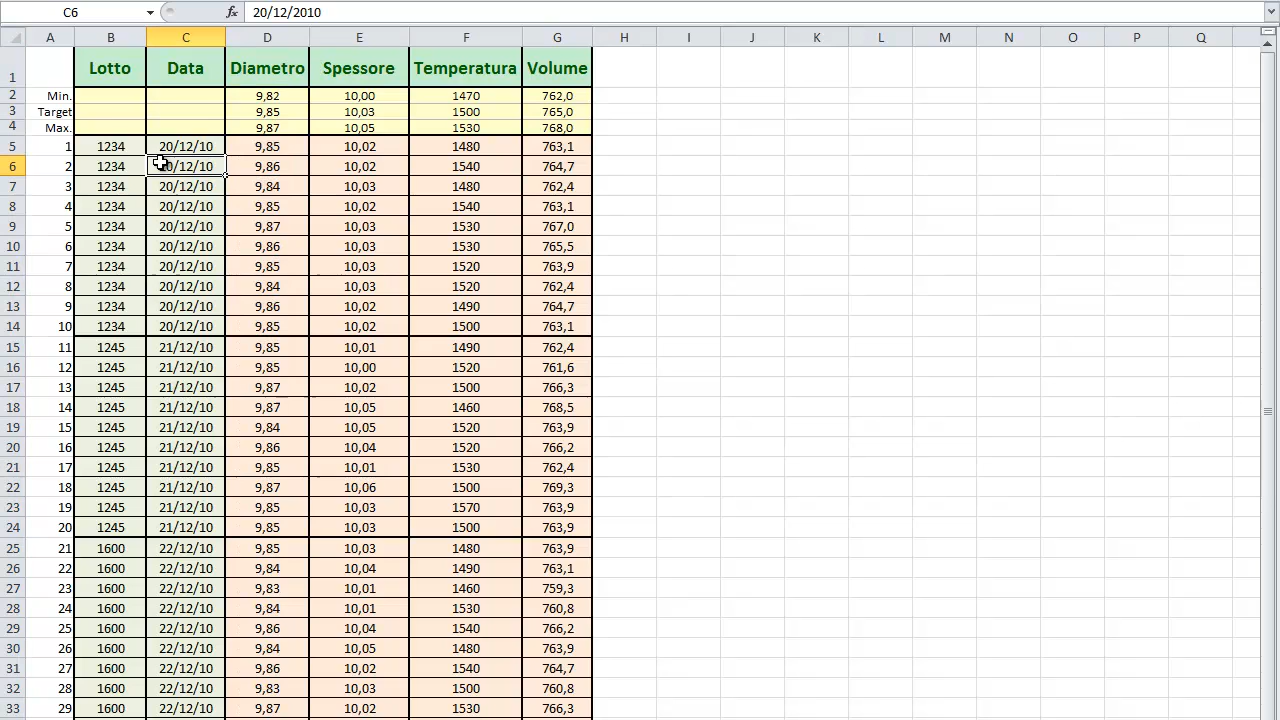 C6 fx 20/12/2010
A B C D E F G H I J K L M N O P Q
1 Lotto Data Diametro Spessore Temperatura Volume
2 Min. 9,82 10,00 1470 762,0
3 Target 9,85 10,03 1500 765,0
4 Max. 9,87 10,05 1530 768,0
5 1 1234 20/12/10 9,85 10,02 1480 763,1
6 2 1234 20/12/10 9,86 10,02 1540 764,7
7 3 1234 20/12/10 9,84 10,03 1480 762,4
8 4 1234 20/12/10 9,85 10,02 1540 763,1
9 5 1234 20/12/10 9,87 10,03 1530 767,0
10 6 1234 20/12/10 9,86 10,03 1530 765,5
11 7 1234 20/12/10 9,85 10,03 1520 763,9
12 8 1234 20/12/10 9,84 10,03 1520 762,4
13 9 1234 20/12/10 9,86 10,02 1490 764,7
14 10 1234 20/12/10 9,85 10,02 1500 763,1
15 11 1245 21/12/10 9,85 10,01 1490 762,4
16 12 1245 21/12/10 9,85 10,00 1520 761,6
17 13 1245 21/12/10 9,87 10,02 1500 766,3
18 14 1245 21/12/10 9,87 10,05 1460 768,5
19 15 1245 21/12/10 9,84 10,05 1520 763,9
20 16 1245 21/12/10 9,86 10,04 1520 766,2
21 17 1245 21/12/10 9,85 10,01 1530 762,4
22 18 1245 21/12/10 9,87 10,06 1500 769,3
23 19 1245 21/12/10 9,85 10,03 1570 763,9
24 20 1245 21/12/10 9,85 10,03 1500 763,9
25 21 1600 22/12/10 9,85 10,03 1480 763,9
26 22 1600 22/12/10 9,84 10,04 1490 763,1
27 23 1600 22/12/10 9,83 10,01 1460 759,3
28 24 1600 22/12/10 9,84 10,01 1530 760,8
29 25 1600 22/12/10 9,86 10,04 1540 766,2
30 26 1600 22/12/10 9,84 10,05 1480 763,9
31 27 1600 22/12/10 9,86 10,02 1540 764,7
32 28 1600 22/12/10 9,83 10,03 1500 760,8
33 29 1600 22/12/10 9,87 10,02 1530 766,3